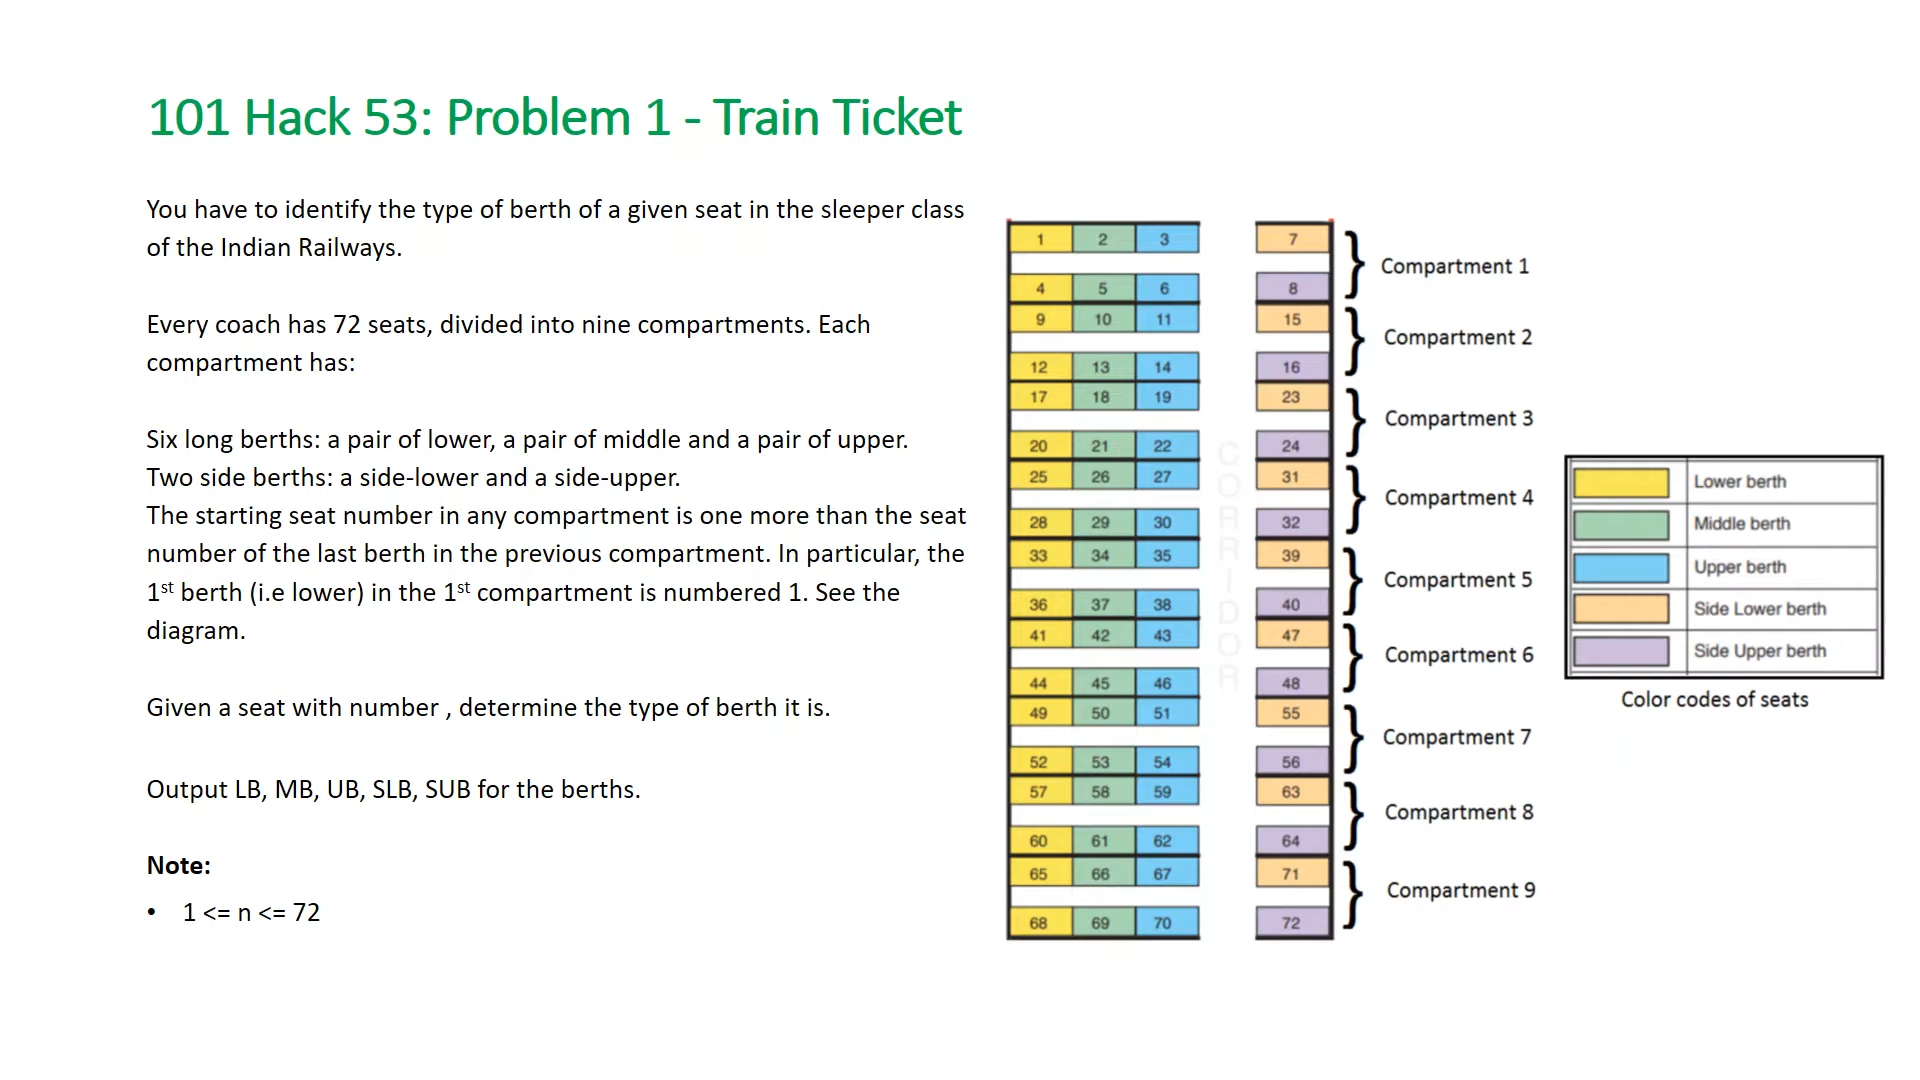 101 Hack 53: Problem 1 - Train Ticket
You have to identify the type of berth of a given seat in the sleeper class
of the Indian Railways.
Every coach has 72 seats, divided into nine compartments. Each
compartment has:
Six long berths: a pair of lower, a pair of middle and a pair of upper.
Two side berths: a side-lower and a side-upper.
The starting seat number in any compartment is one more than the seat
number of the last berth in the previous compartment. In particular, the
1st berth (i.e lower) in the 1st compartment is numbered 1. See the
diagram.
Given a seat with number , determine the type of berth it is.
Output LB, MB, UB, SLB, SUB for the berths.
Note:
• 1 <= n <= 72
1 2 3 7
4 5 6 8
Compartment 1
9 10 11 15
12 13 14 16
Compartment 2
17 18 19 23
20 21 22 24
Compartment 3
25 26 27 31
28 29 30 32
Compartment 4
33 34 35 39
36 37 38 40
Compartment 5
41 42 43 47
44 45 46 48
Compartment 6
49 50 51 55
52 53 54 56
Compartment 7
57 58 59 63
60 61 62 64
Compartment 8
65 66 67 71
68 69 70 72
Compartment 9
CORRIDOR
Lower berth
Middle berth
Upper berth
Side Lower berth
Side Upper berth
Color codes of seats